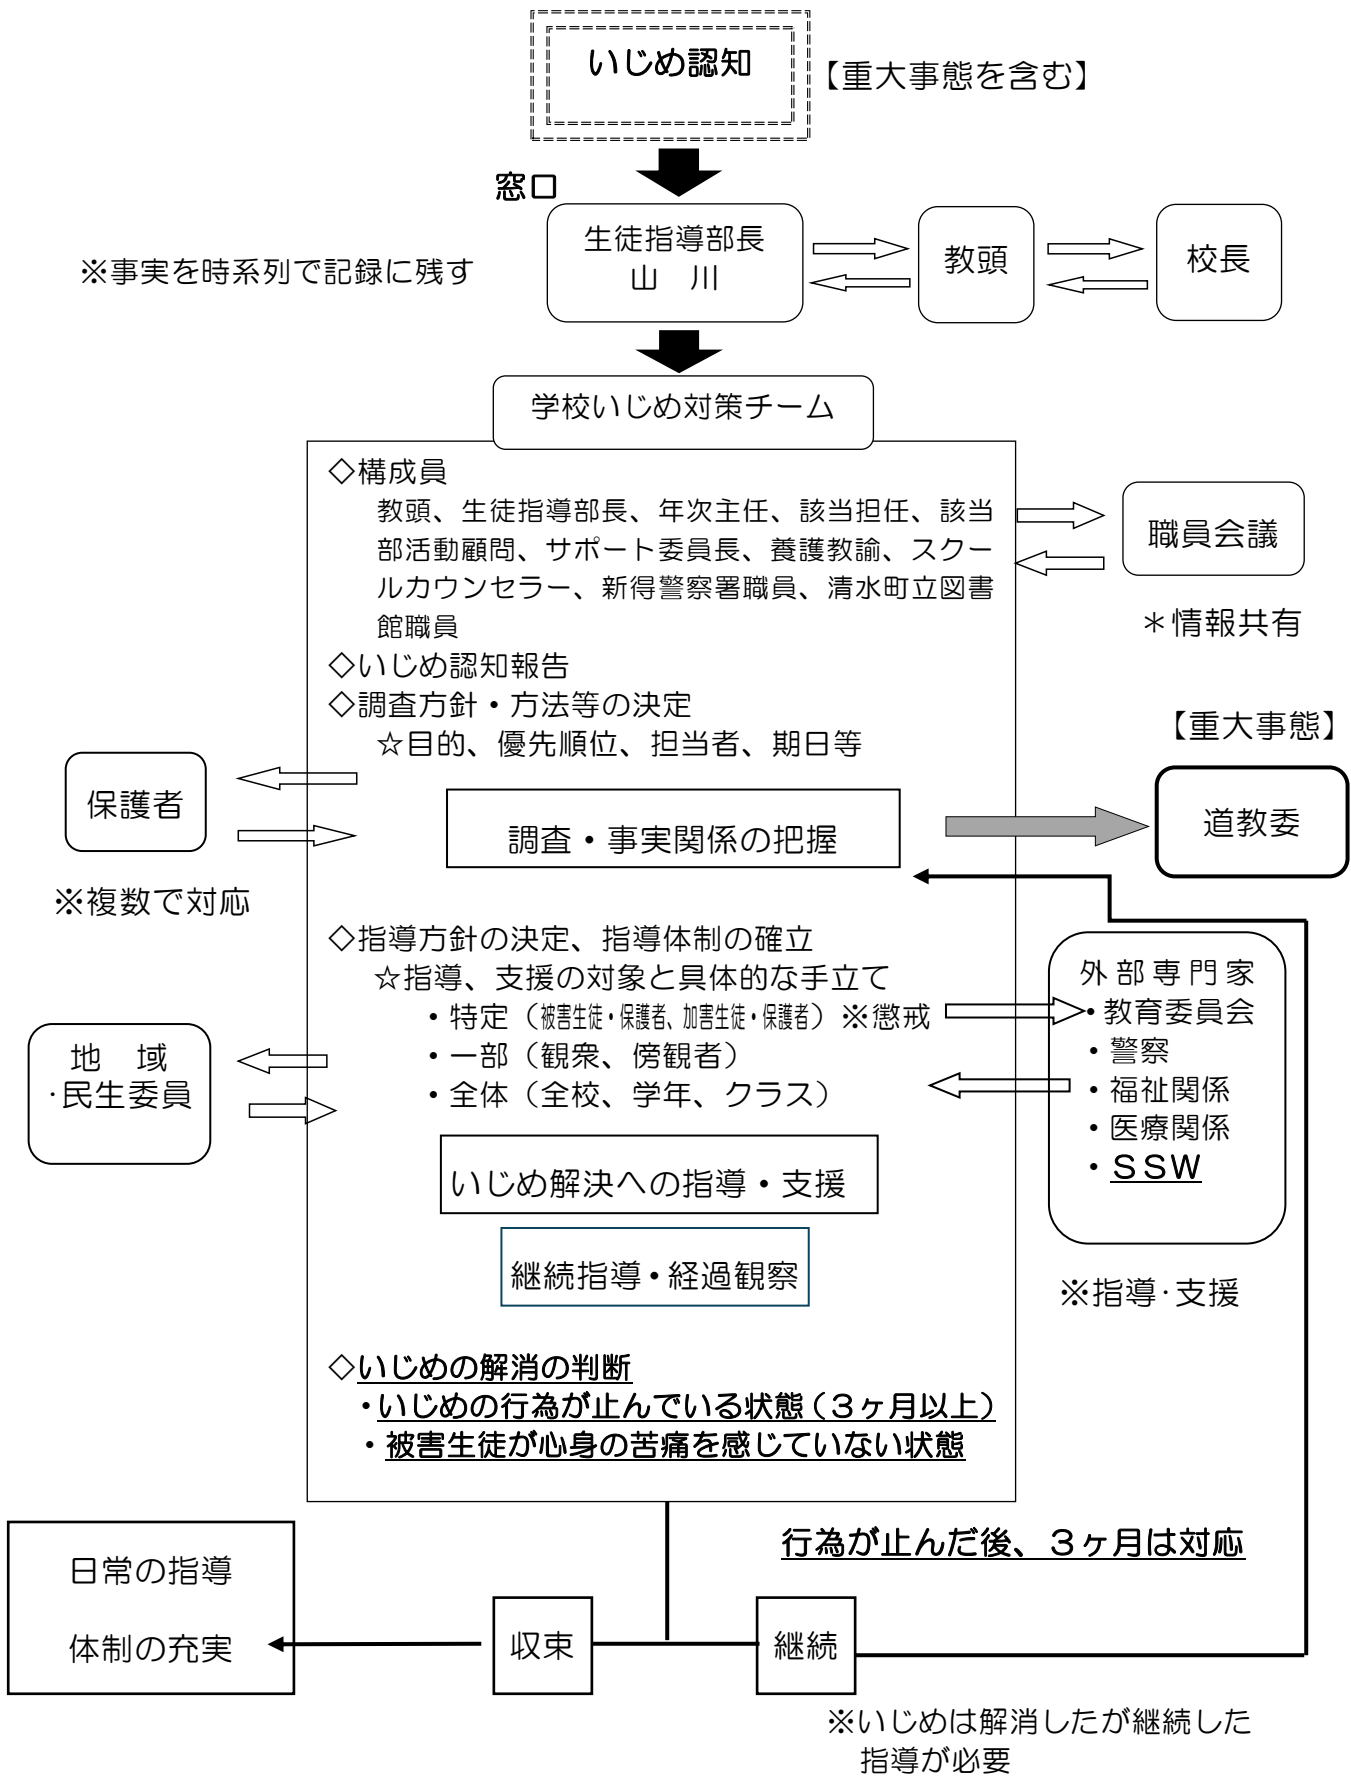 いじめ認知
【重大事態を含む】
窓口
生徒指導部長
山　川
教頭
校長
※事実を時系列で記録に残す
学校いじめ対策チーム
◇構成員
教頭、生徒指導部長、年次主任、該当担任、該当
部活動顧問、サポート委員長、養護教諭、スクー
ルカウンセラー、新得警察署職員、清水町立図書
館職員
職員会議
＊情報共有
◇いじめ認知報告
◇調査方針・方法等の決定
☆目的、優先順位、担当者、期日等
【重大事態】
保護者
※複数で対応
調査・事実関係の把握
道教委
◇指導方針の決定、指導体制の確立
☆指導、支援の対象と具体的な手立て
・特定（被害生徒・保護者、加害生徒・保護者）※懲戒
・一部（観衆、傍観者）
・全体（全校、学年、クラス）
地　域
・民生委員
外部専門家
・教育委員会
・警察
・福祉関係
・医療関係
・ＳＳＷ
※指導・支援
いじめ解決への指導・支援
継続指導・経過観察
◇いじめの解消の判断
・いじめの行為が止んでいる状態（３ヶ月以上）
・被害生徒が心身の苦痛を感じていない状態
行為が止んだ後、３ヶ月は対応
日常の指導
体制の充実
収束
継続
※いじめは解消したが継続した
指導が必要